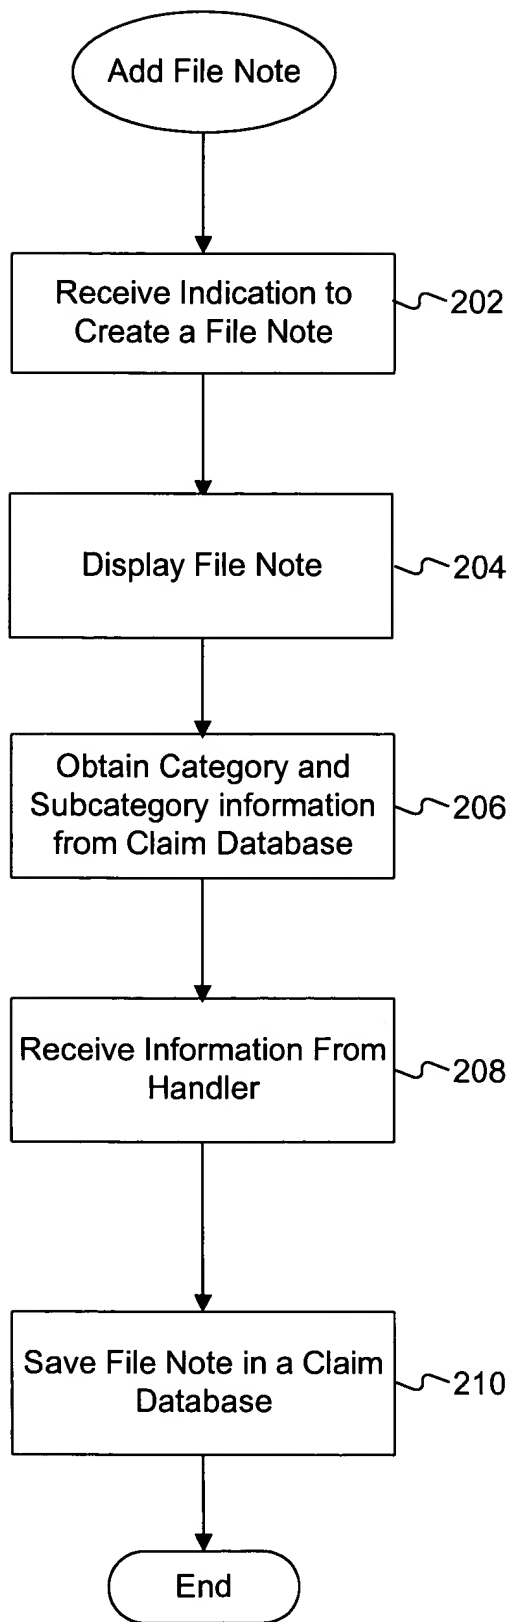 Add File Note
Receive Indication to
Create a File Note
202
Display File Note
204
Obtain Category and
Subcategory information
from Claim Database
206
Receive Information From
Handler
208
Save File Note in a Claim
Database
210
End